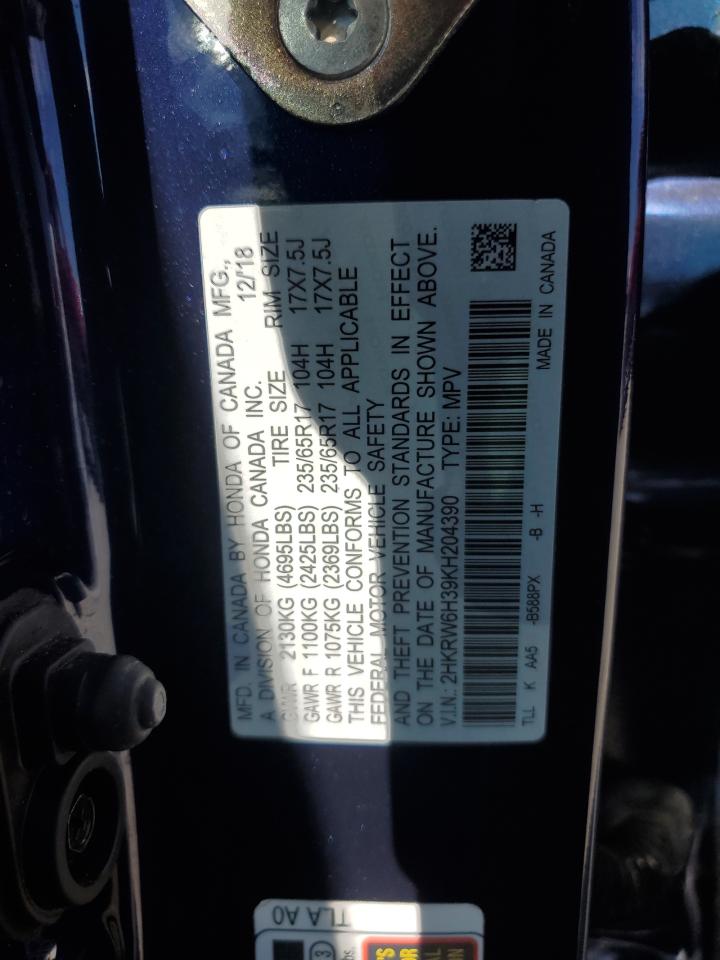 MFD. IN CANADA BY HONDA OF CANADA MFG.,
A DIVISION OF HONDA CANADA INC. 12/'18
GVWR 2130KG (4695LBS) TIRE SIZE RIM SIZE
GAWR F 1100KG (2425LBS) 235/65R17 104H 17X7.5J
GAWR R 1075KG (2369LBS) 235/65R17 104H 17X7.5J
THIS VEHICLE CONFORMS TO ALL APPLICABLE
FEDERAL MOTOR VEHICLE SAFETY
AND THEFT PREVENTION STANDARDS IN EFFECT
ON THE DATE OF MANUFACTURE SHOWN ABOVE.
V.I.N.: 2HKRW6H39KH204390 TYPE: MPV
TLL K AA5 -B588PX -B -H MADE IN CANADA
TLA A0